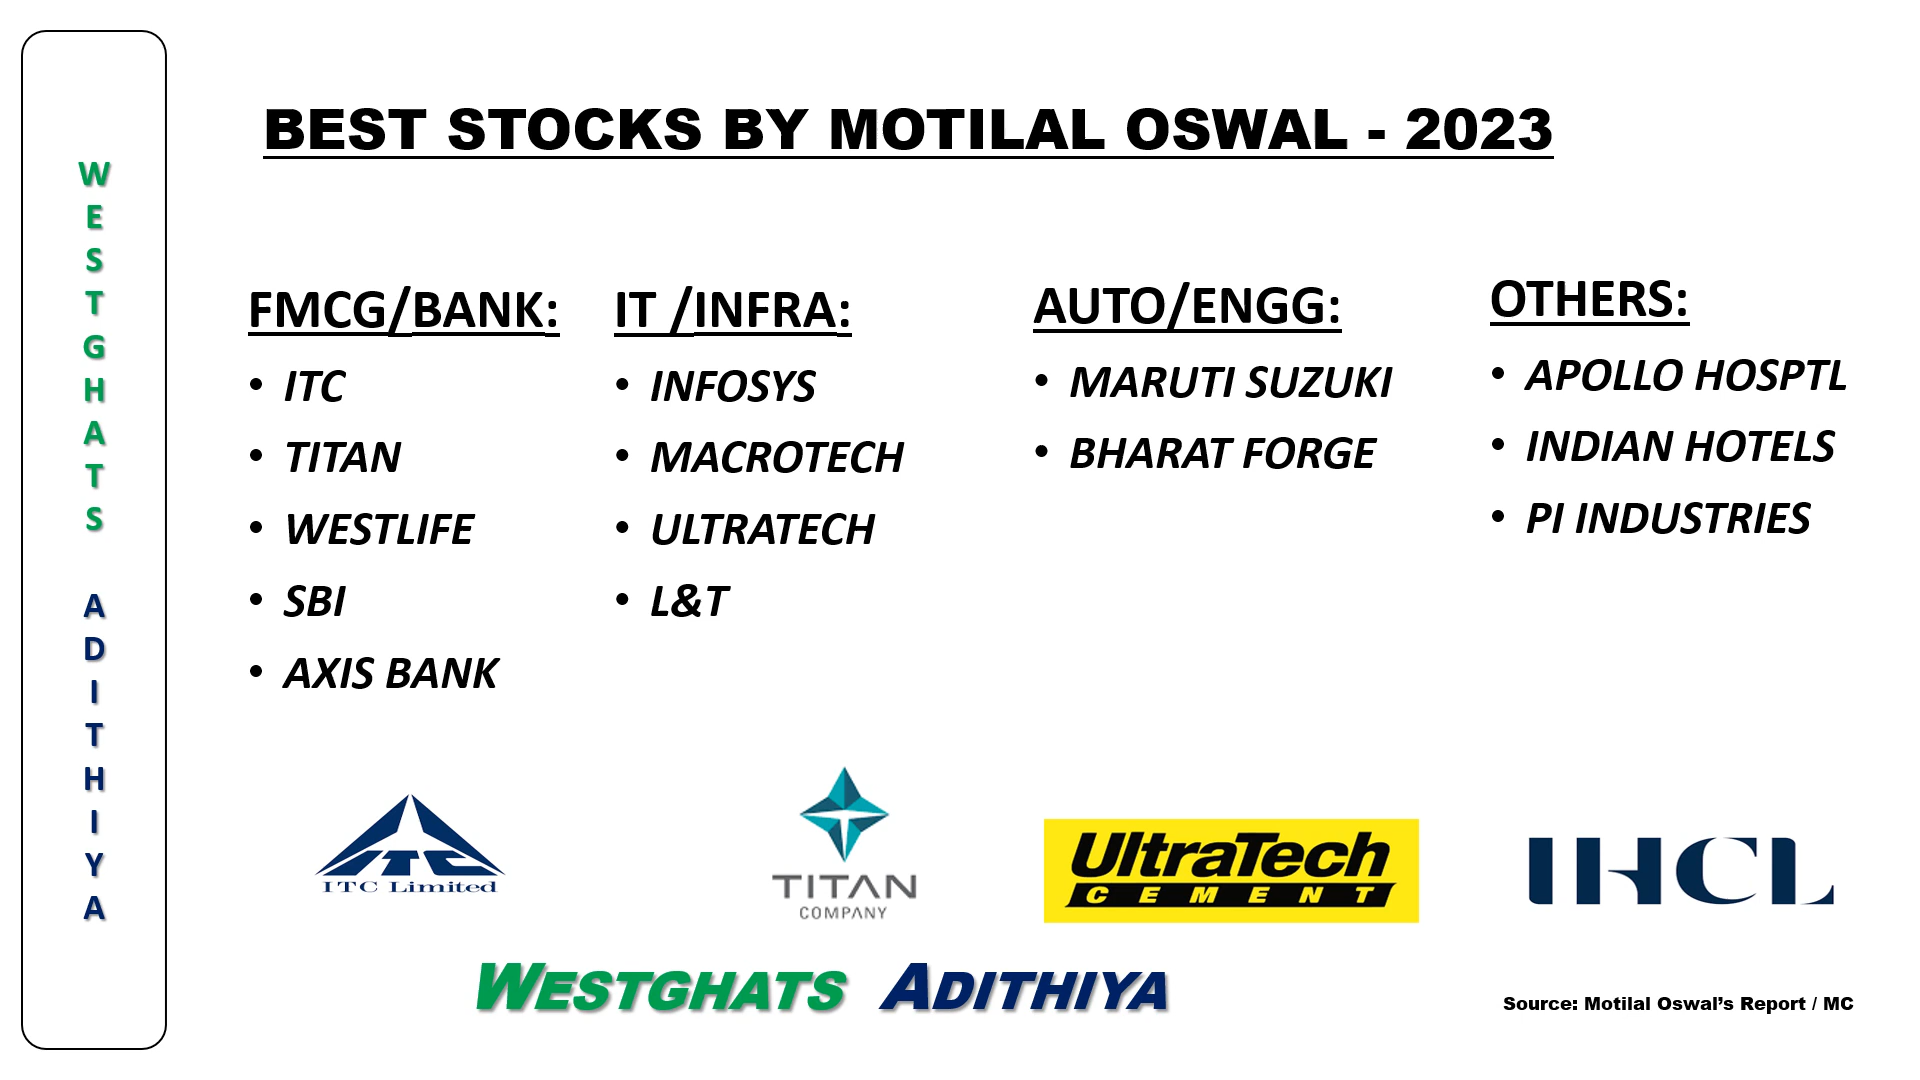 WESTGHATS ADITHIYA
BEST STOCKS BY MOTILAL OSWAL - 2023
FMCG/BANK:
• ITC
• TITAN
• WESTLIFE
• SBI
• AXIS BANK
IT /INFRA:
• INFOSYS
• MACROTECH
• ULTRATECH
• L&T
AUTO/ENGG:
• MARUTI SUZUKI
• BHARAT FORGE
OTHERS:
• APOLLO HOSPTL
• INDIAN HOTELS
• PI INDUSTRIES
ITC
ITC Limited
TITAN
COMPANY
UltraTech
CEMENT
IHCL
WESTGHATS ADITHIYA
Source: Motilal Oswal’s Report / MC